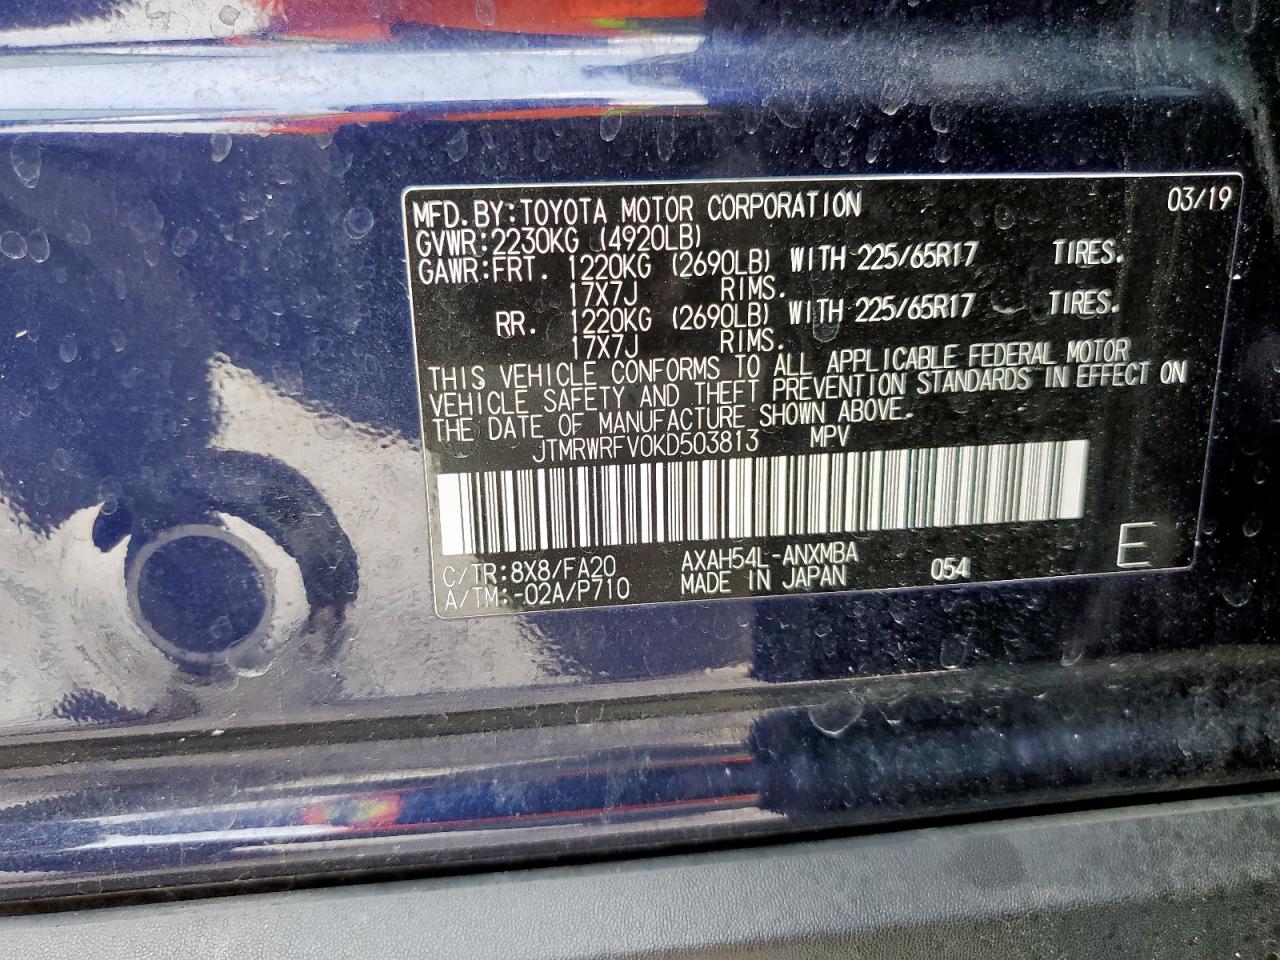 MFD.BY:TOYOTA MOTOR CORPORATION 03/19
GVWR:2230KG (4920LB)
GAWR:FRT. 1220KG (2690LB) WITH 225/65R17 TIRES.
17X7J RIMS.
RR. 1220KG (2690LB) WITH 225/65R17 TIRES.
17X7J RIMS.
THIS VEHICLE CONFORMS TO ALL APPLICABLE FEDERAL MOTOR
VEHICLE SAFETY AND THEFT PREVENTION STANDARDS IN EFFECT ON
THE DATE OF MANUFACTURE SHOWN ABOVE.
JTMRWRFV0KD503813 MPV
C/TR:8X8/FA20 AXAH54L-ANXMBA
A/TM:-02A/P710 MADE IN JAPAN 054 E